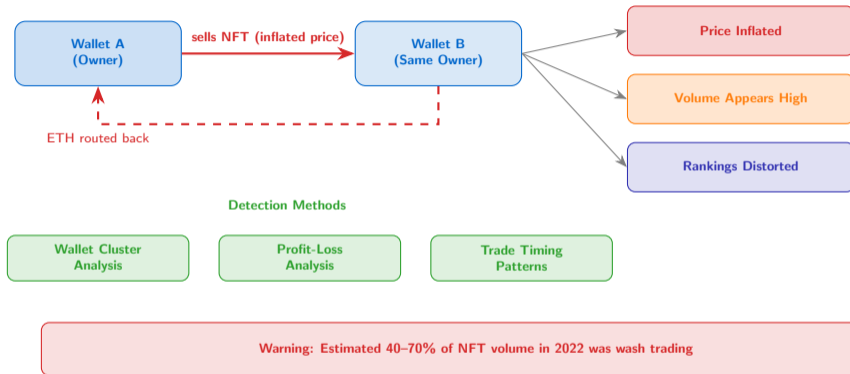 Wallet A
(Owner)
sells NFT (inflated price)
Wallet B
(Same Owner)
ETH routed back
Price Inflated
Volume Appears High
Rankings Distorted
Detection Methods
Wallet Cluster
Analysis
Profit-Loss
Analysis
Trade Timing
Patterns
Warning: Estimated 40–70% of NFT volume in 2022 was wash trading